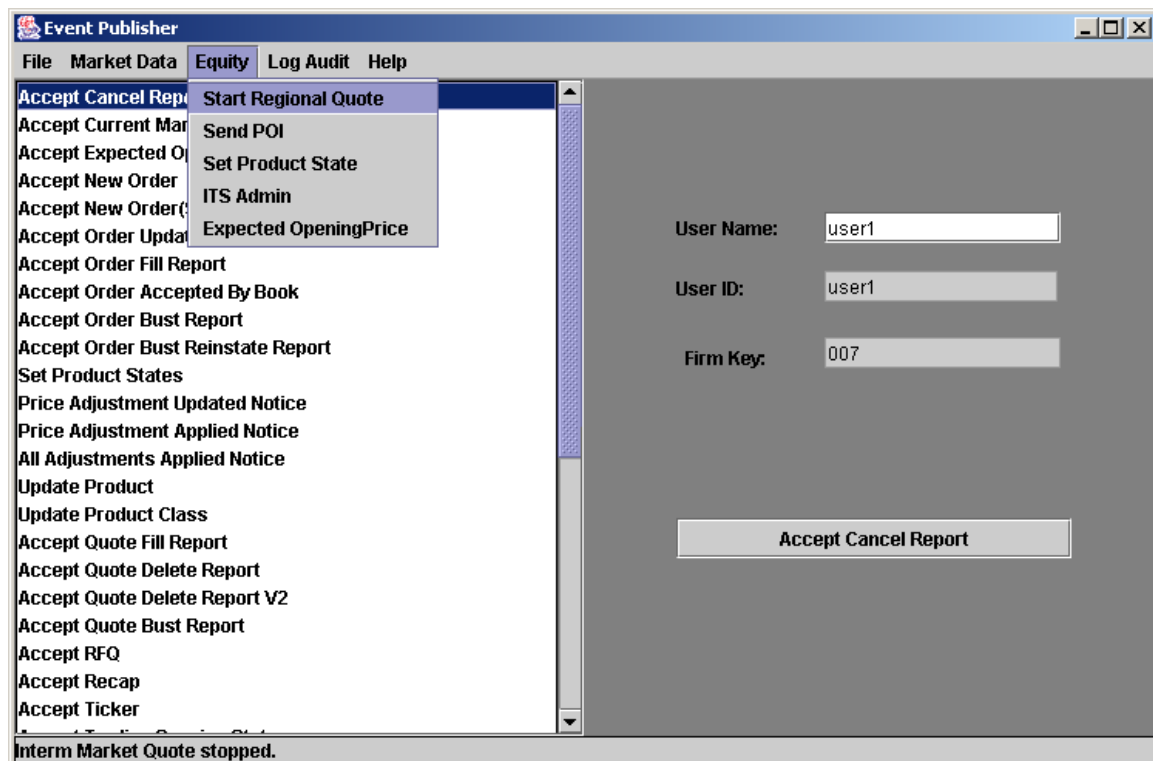 Event Publisher
File Market Data Equity Log Audit Help
Accept Cancel
Start Regional Quote
Accept Current
Send POI
Accept Expected
Set Product State
Accept New Order
ITS Admin
Accept New
Expected OpeningPrice
Accept Order
Accept Order Fill Report
Accept Order Accepted By Book
Accept Order Bust Report
Accept Order Bust Reinstate Report
Set Product States
Price Adjustment Updated Notice
Price Adjustment Applied Notice
All Adjustments Applied Notice
Update Product
Update Product Class
Accept Quote Fill Report
Accept Quote Delete Report
Accept Quote Delete Report V2
Accept Quote Bust Report
Accept RFQ
Accept Recap
Accept Ticker
User Name: user1
User ID: user1
Firm Key: 007
Accept Cancel Report
Interm Market Quote stopped.